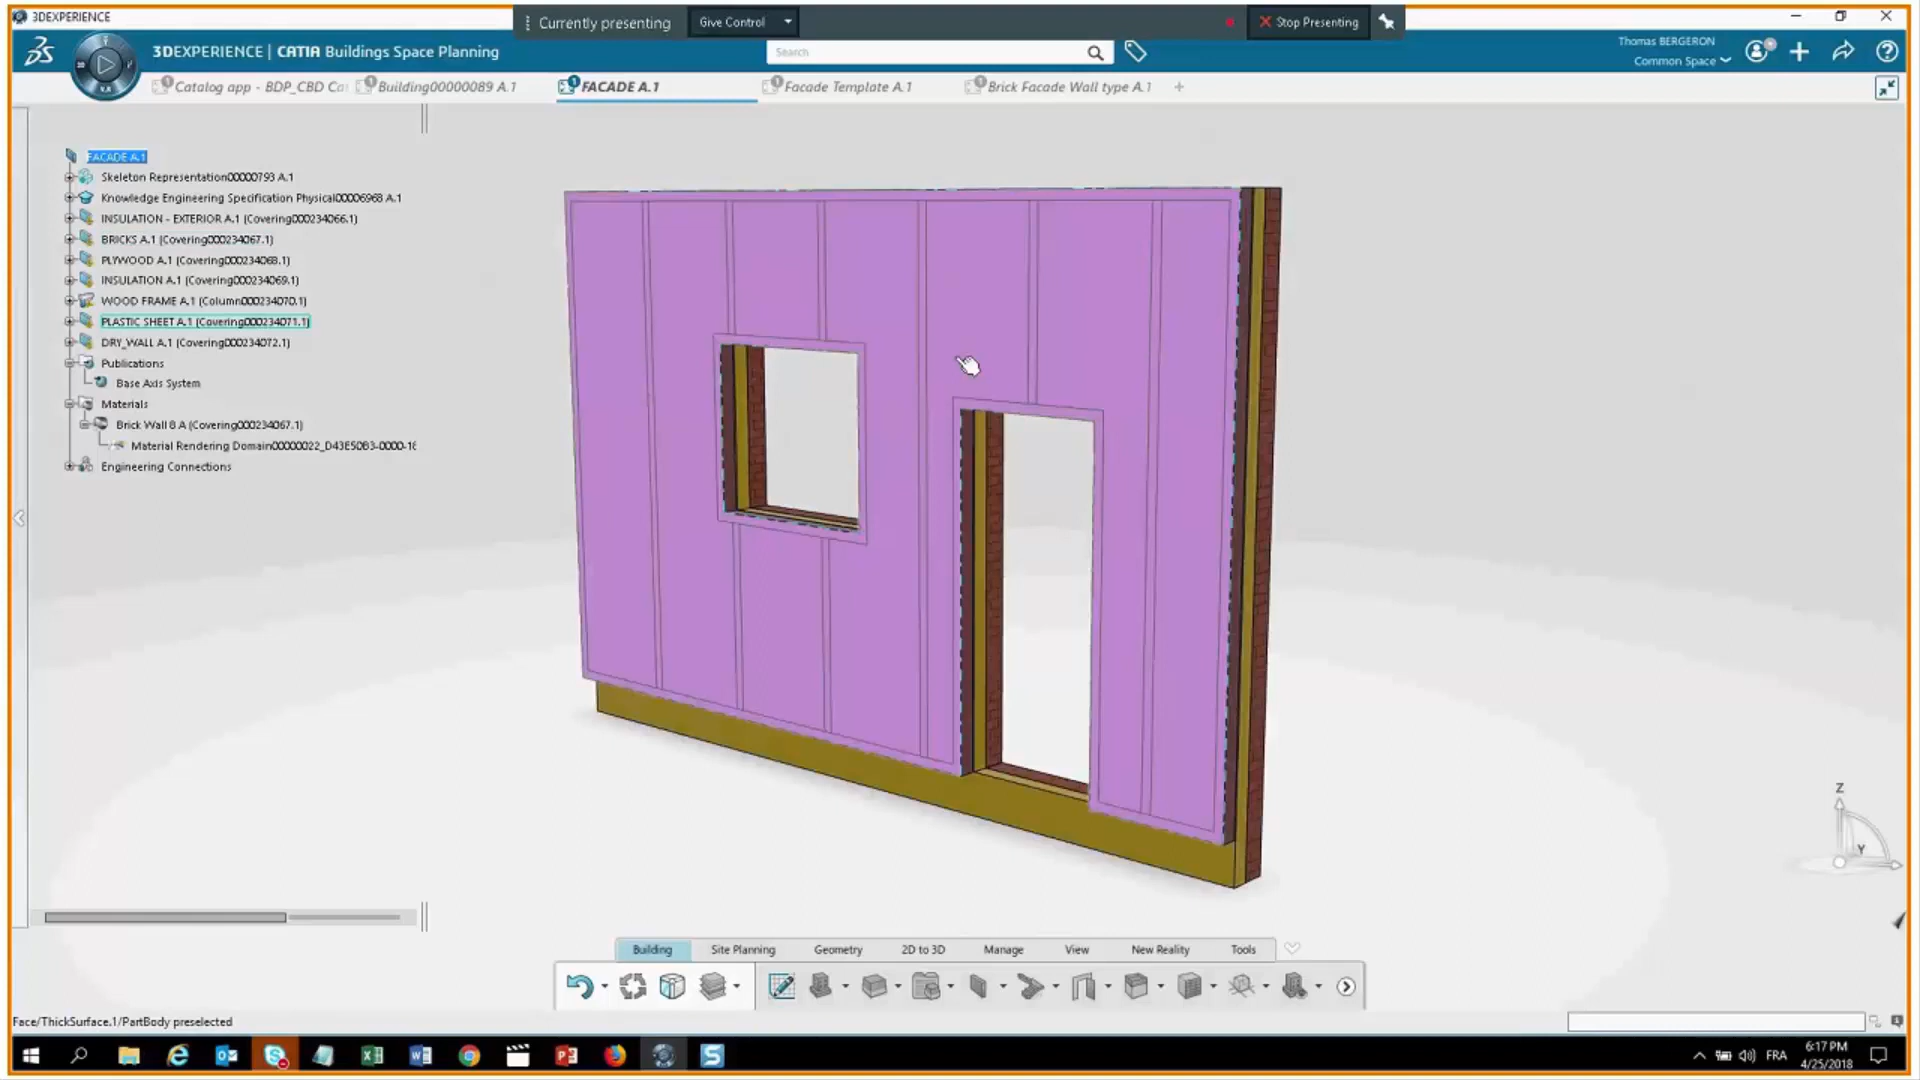 3DEXPERIENCE
Currently presenting
Give Control
Stop Presenting
3DEXPERIENCE | CATIA Buildings Space Planning
Search
Thomas BERGERON
Common Space
Catalog app - BDP_CBD Ca
Building00000089 A.1
FACADE A.1
Facade Template A.1
Brick Facade Wall type A.1
FACADE A.1
Skeleton Representation00000793 A.1
Knowledge Engineering Specification Physical00006968 A.1
INSULATION - EXTERIOR A.1 (Covering000234066.1)
BRICKS A.1 (Covering000234067.1)
PLYWOOD A.1 (Covering000234068.1)
INSULATION A.1 (Covering000234069.1)
WOOD FRAME A.1 (Column000234070.1)
PLASTIC SHEET A.1 (Covering000234071.1)
DRY_WALL A.1 (Covering000234072.1)
Publications
Base Axis System
Materials
Brick Wall 8 A (Covering000234067.1)
Material Rendering Domain00000022_D43E50B3-0000-16
Engineering Connections
Z
Y
Building
Site Planning
Geometry
2D to 3D
Manage
View
New Reality
Tools
Face/ThickSurface.1/PartBody preselected
FRA
6:17 PM
4/25/2018